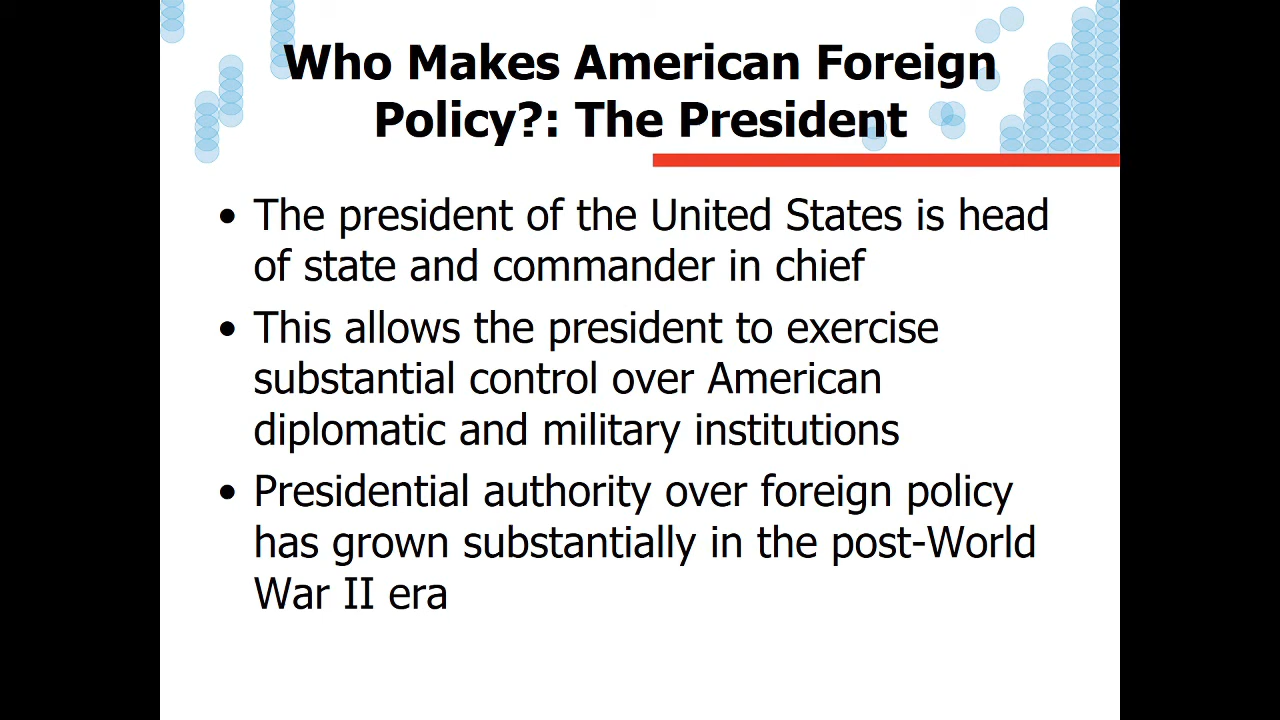 Who Makes American Foreign
Policy?: The President
• The president of the United States is head
of state and commander in chief
• This allows the president to exercise
substantial control over American
diplomatic and military institutions
• Presidential authority over foreign policy
has grown substantially in the post-World
War II era